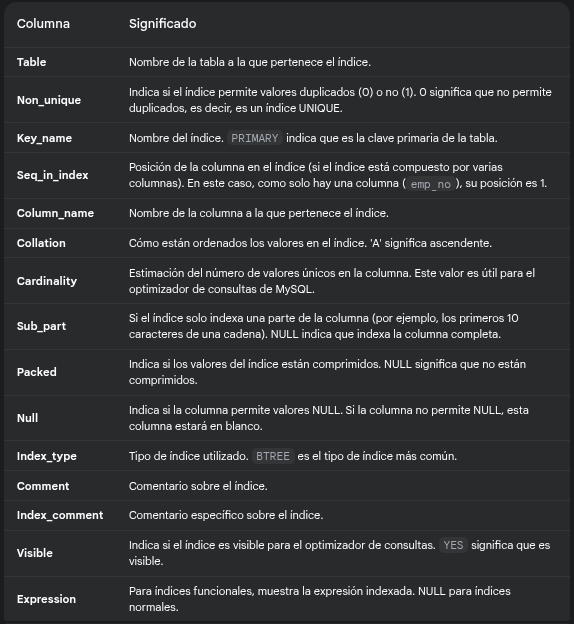 Columna Significado
Table Nombre de la tabla a la que pertenece el índice.
Non_unique Indica si el índice permite valores duplicados (0) o no (1). 0 significa que no permite
duplicados, es decir, es un índice UNIQUE.
Key_name Nombre del índice. PRIMARY indica que es la clave primaria de la tabla.
Seq_in_index Posición de la columna en el índice (si el índice está compuesto por varias
columnas). En este caso, como solo hay una columna ( emp_no ), su posición es 1.
Column_name Nombre de la columna a la que pertenece el índice.
Collation Cómo están ordenados los valores en el índice. 'A' significa ascendente.
Cardinality Estimación del número de valores únicos en la columna. Este valor es útil para el
optimizador de consultas de MySQL.
Sub_part Si el índice solo indexa una parte de la columna (por ejemplo, los primeros 10
caracteres de una cadena). NULL indica que indexa la columna completa.
Packed Indica si los valores del índice están comprimidos. NULL significa que no están
comprimidos.
Null Indica si la columna permite valores NULL. Si la columna no permite NULL, esta
columna estará en blanco.
Index_type Tipo de índice utilizado. BTREE es el tipo de índice más común.
Comment Comentario sobre el índice.
Index_comment Comentario específico sobre el índice.
Visible Indica si el índice es visible para el optimizador de consultas. YES significa que es
visible.
Expression Para índices funcionales, muestra la expresión indexada. NULL para índices
normales.